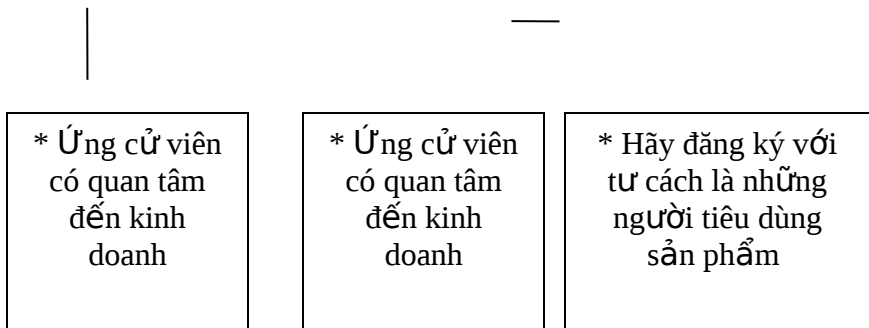 * Ứng cử viên
có quan tâm
đến kinh
doanh
* Ứng cử viên
có quan tâm
đến kinh
doanh
* Hãy đăng ký với
tư cách là những
người tiêu dùng
sản phẩm